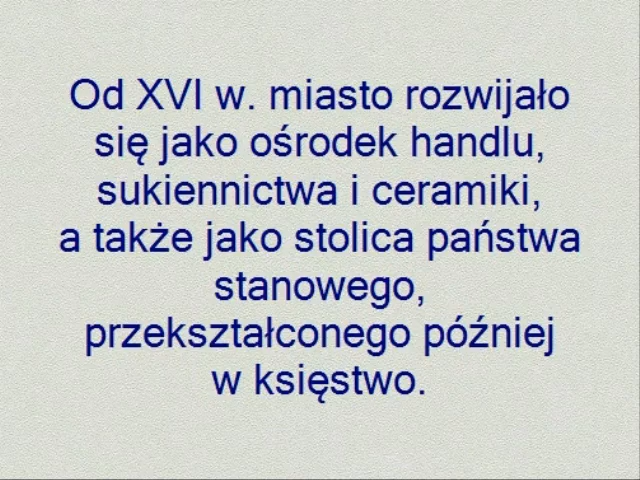 Od XVI w. miasto rozwijało
się jako ośrodek handlu,
sukiennictwa i ceramiki,
a także jako stolica państwa
stanowego,
przekształconego później
w księstwo.